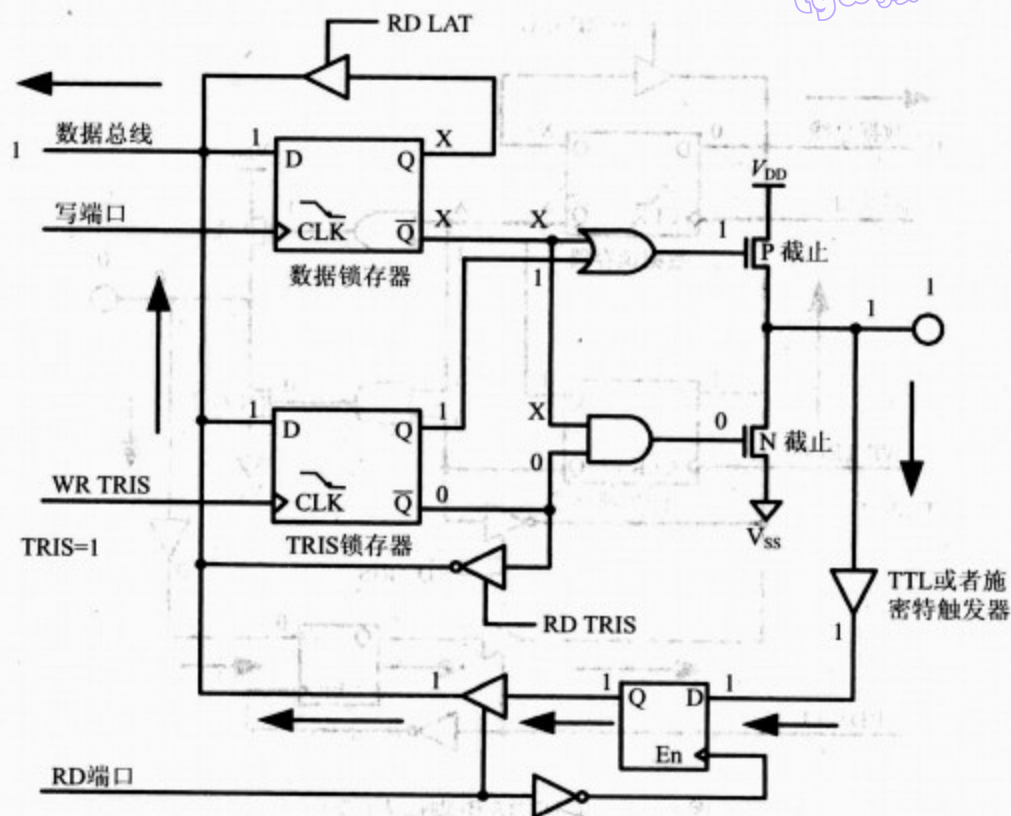 RD LAT
数据总线
1
1
D
Q
X
写端口
CLK
Q
X
X
数据锁存器
1
1
VDD
P 截止
1
1
X
0
0
N 截止
VSS
1
D
Q
1
WR TRIS
CLK
Q
0
TRIS=1
TRIS锁存器
RD TRIS
TTL或者施
密特触发器
1
1
1
Q
D
1
En
RD端口